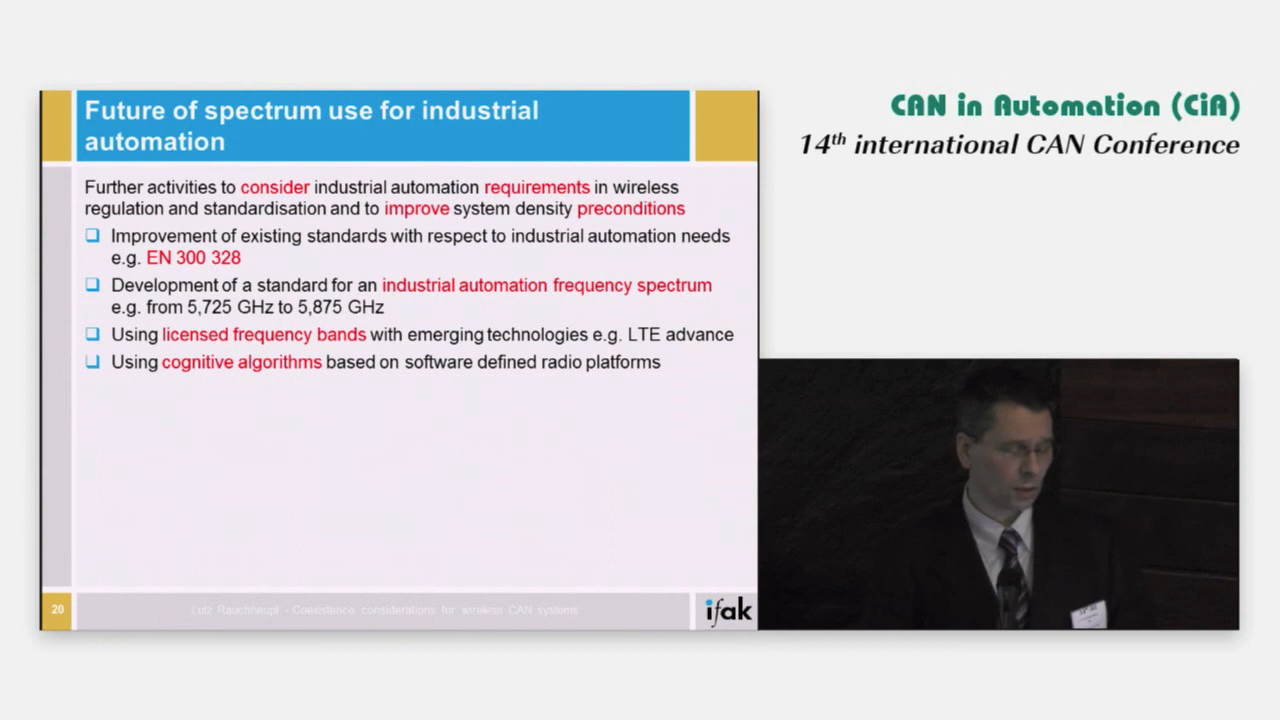 CAN in Automation (CiA)
14th international CAN Conference
Future of spectrum use for industrial
automation
Further activities to consider industrial automation requirements in wireless
regulation and standardisation and to improve system density preconditions
Improvement of existing standards with respect to industrial automation needs
e.g. EN 300 328
Development of a standard for an industrial automation frequency spectrum
e.g. from 5,725 GHz to 5,875 GHz
Using licensed frequency bands with emerging technologies e.g. LTE advance
Using cognitive algorithms based on software defined radio platforms
20
Lutz Rauchhaupt - Coexistence considerations for wireless CAN systems
ifak